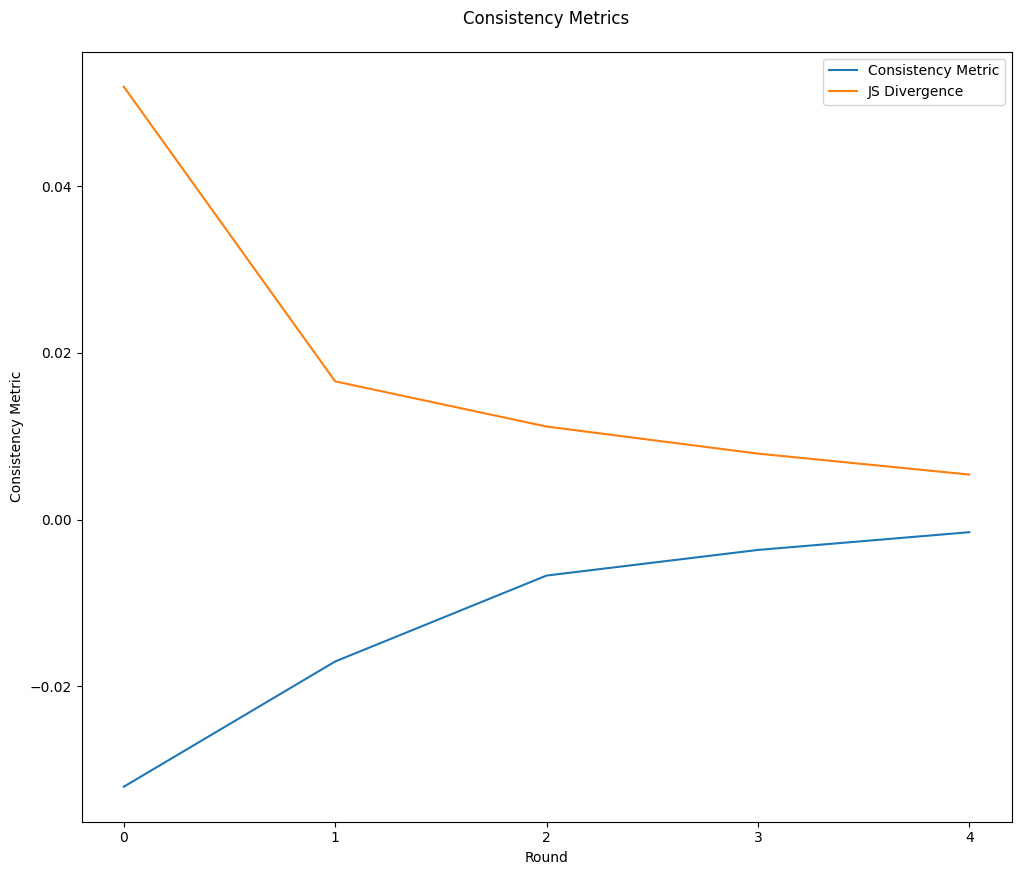 Consistency Metrics
Consistency Metric
JS Divergence
0.04
0.02
0.00
−0.02
Consistency Metric
0
1
2
3
4
Round